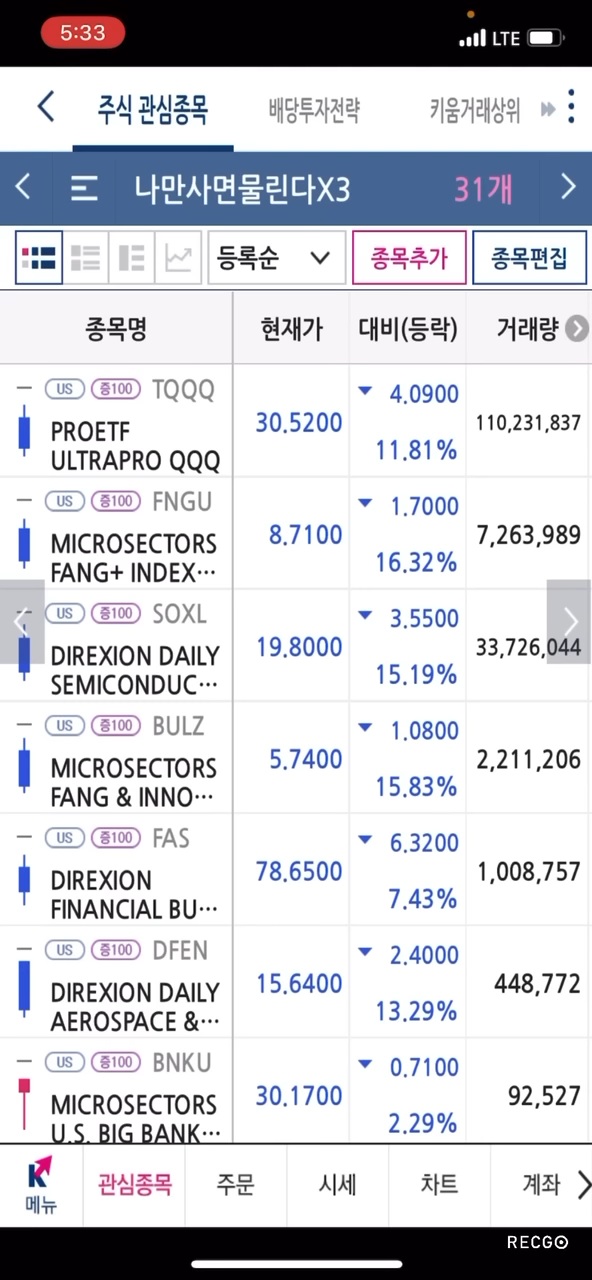 5:33
LTE
주식 관심종목 배당투자전략 키움거래상위
나만사면물린다X3 31개
등록순 종목추가 종목편집
종목명 현재가 대비(등락) 거래량
US 증100 TQQQ
PROETF
ULTRAPRO QQQ
30.5200
4.0900
11.81%
110,231,837
US 증100 FNGU
MICROSECTORS
FANG+ INDEX···
8.7100
1.7000
16.32%
7,263,989
US 증100 SOXL
DIREXION DAILY
SEMICONDUC···
19.8000
3.5500
15.19%
33,726,044
US 증100 BULZ
MICROSECTORS
FANG & INNO···
5.7400
1.0800
15.83%
2,211,206
US 증100 FAS
DIREXION
FINANCIAL BU···
78.6500
6.3200
7.43%
1,008,757
US 증100 DFEN
DIREXION DAILY
AEROSPACE &···
15.6400
2.4000
13.29%
448,772
US 증100 BNKU
MICROSECTORS
U.S. BIG BANK···
30.1700
0.7100
2.29%
92,527
메뉴 관심종목 주문 시세 차트 계좌
RECGO